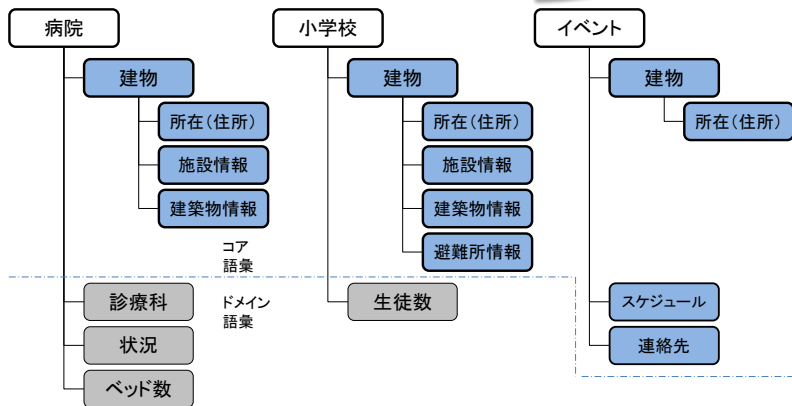 病院
建物
所在(住所)
施設情報
建築物情報
コア
語彙
ドメイン
語彙
診療科
状況
ベッド数
小学校
建物
所在(住所)
施設情報
建築物情報
避難所情報
生徒数
イベント
建物
所在(住所)
スケジュール
連絡先